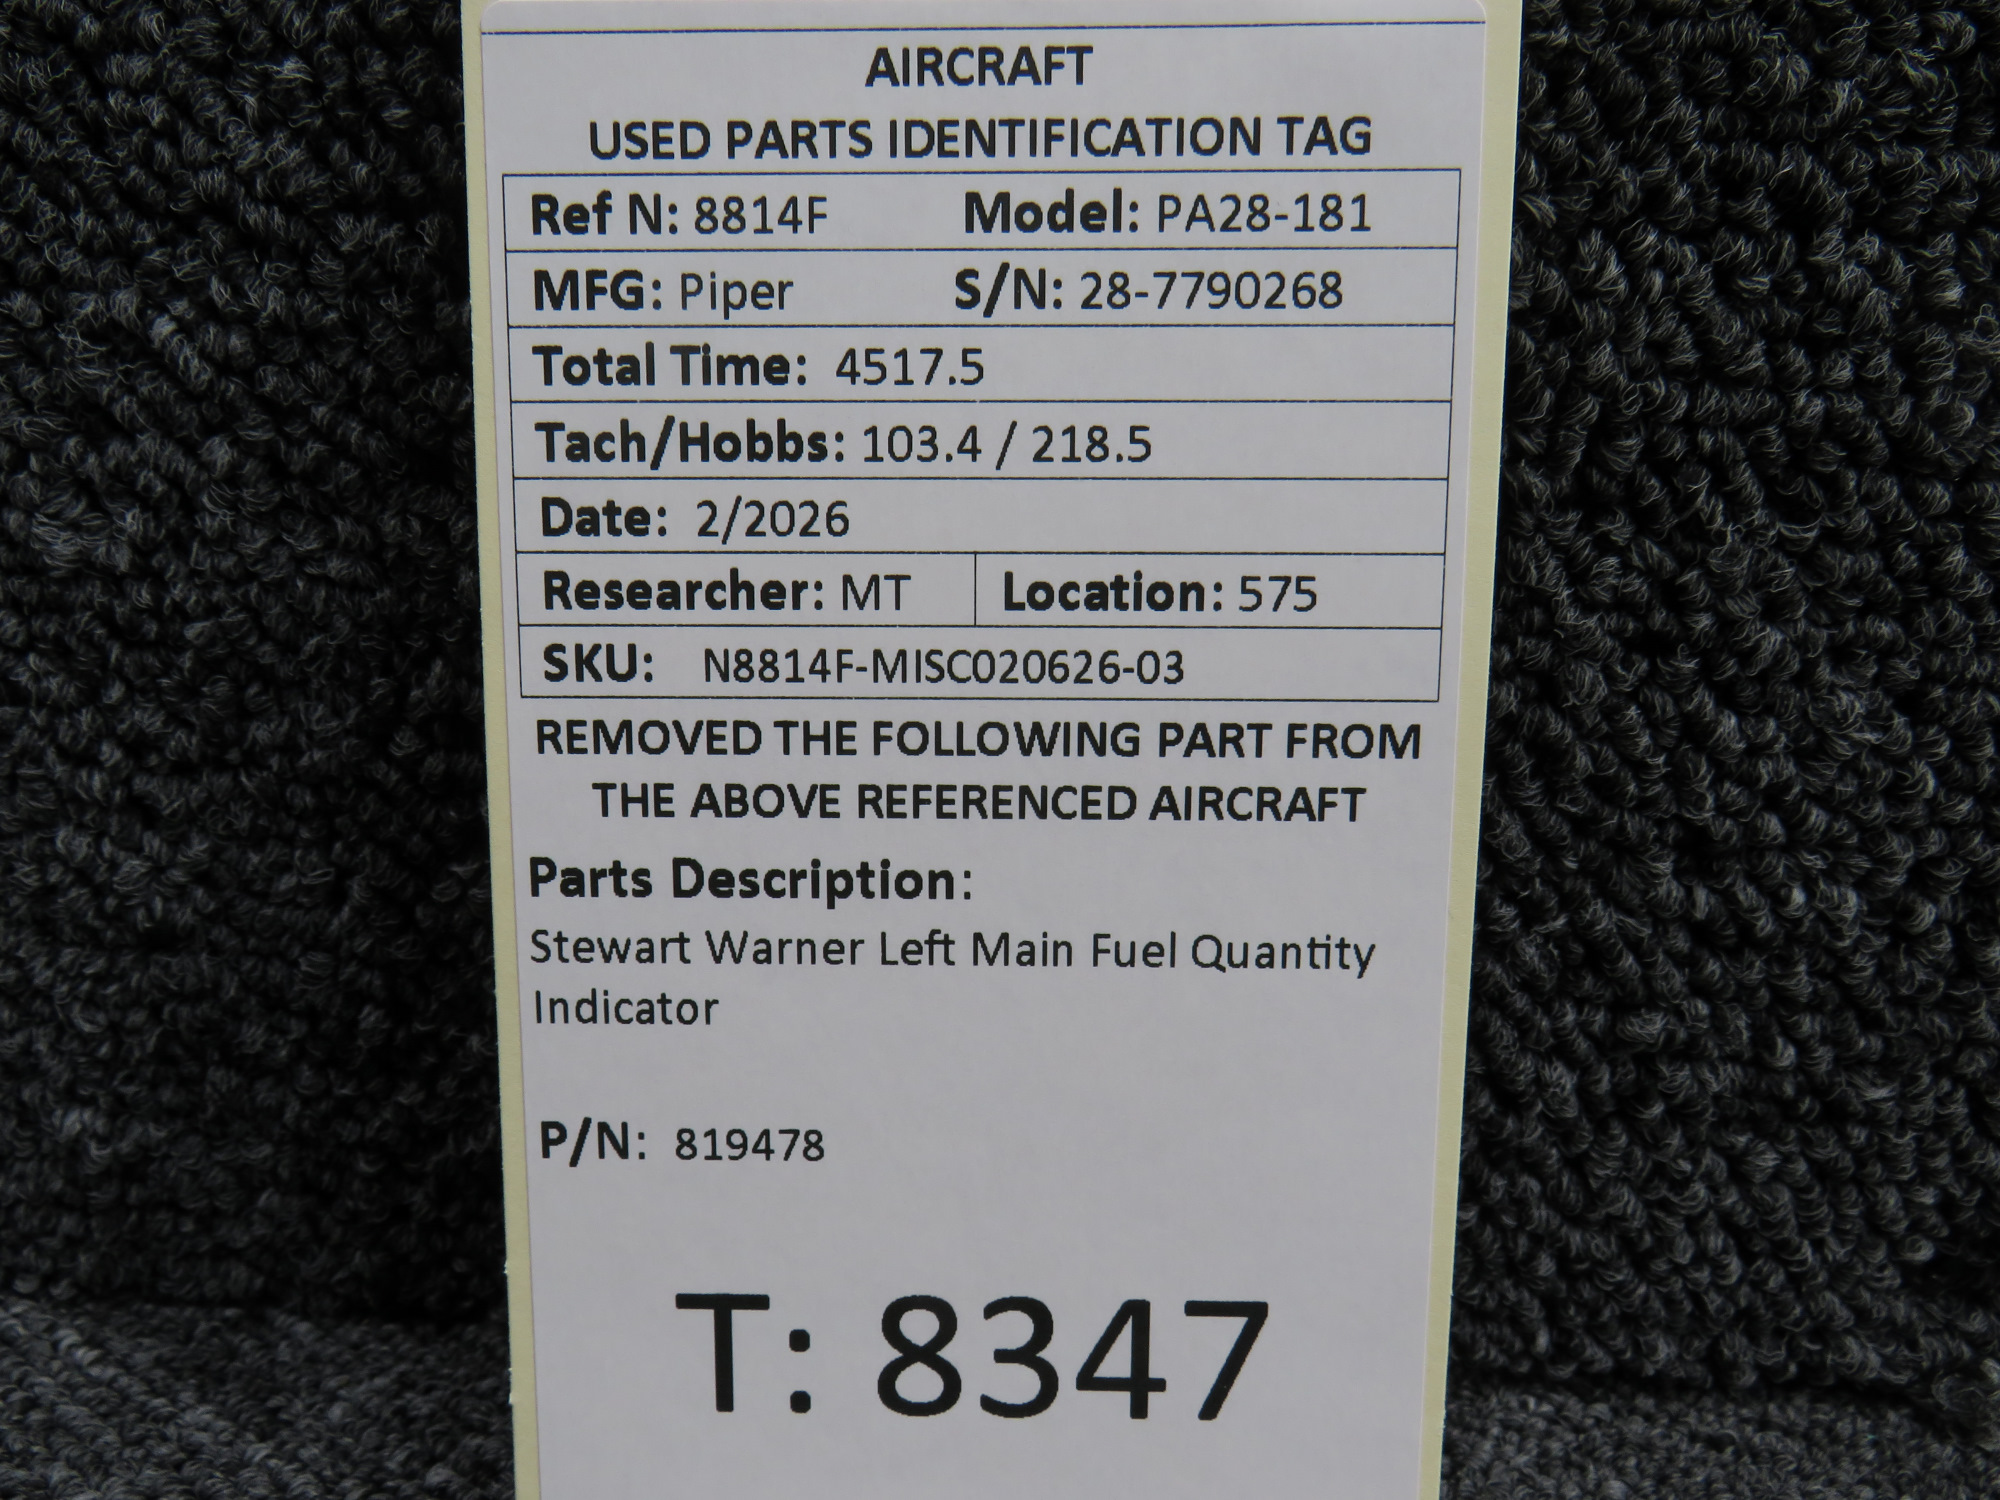 AIRCRAFT
USED PARTS IDENTIFICATION TAG
Ref N: 8814F Model: PA28-181
MFG: Piper S/N: 28-7790268
Total Time: 4517.5
Tach/Hobbs: 103.4 / 218.5
Date: 2/2026
Researcher: MT Location: 575
SKU: N8814F-MISC020626-03
REMOVED THE FOLLOWING PART FROM
THE ABOVE REFERENCED AIRCRAFT
Parts Description:
Stewart Warner Left Main Fuel Quantity
Indicator
P/N: 819478
T: 8347